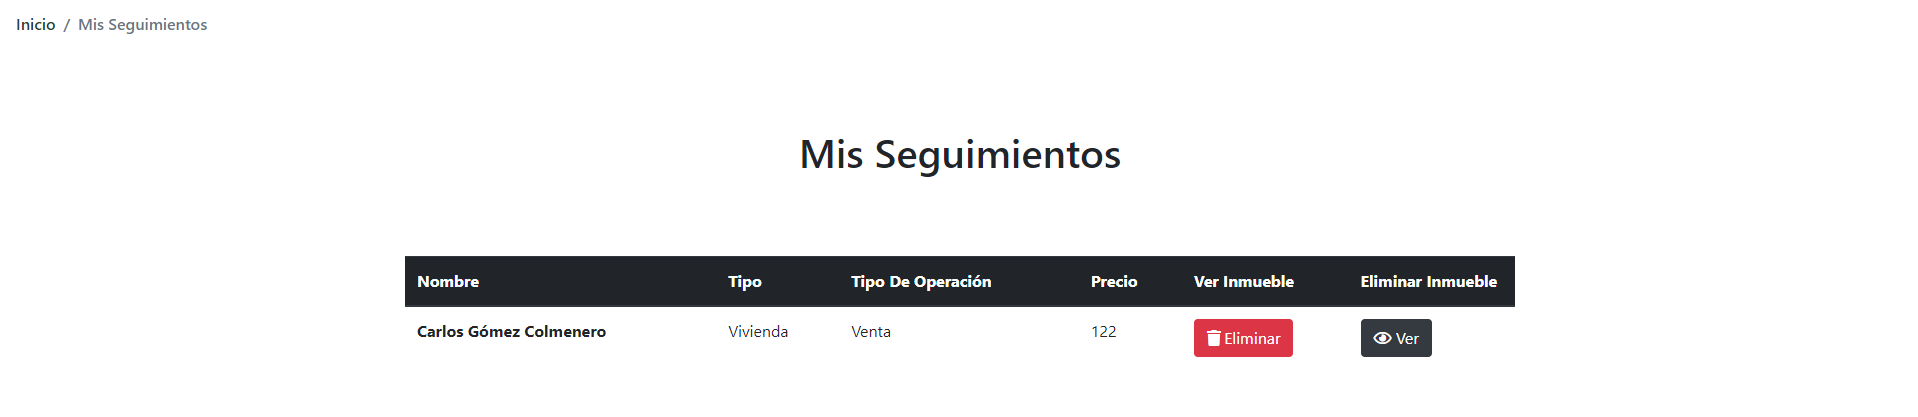 Inicio / Mis Seguimientos
Mis Seguimientos
Nombre Tipo Tipo De Operación Precio Ver Inmueble Eliminar Inmueble
Carlos Gómez Colmenero Vivienda Venta 122 Eliminar Ver